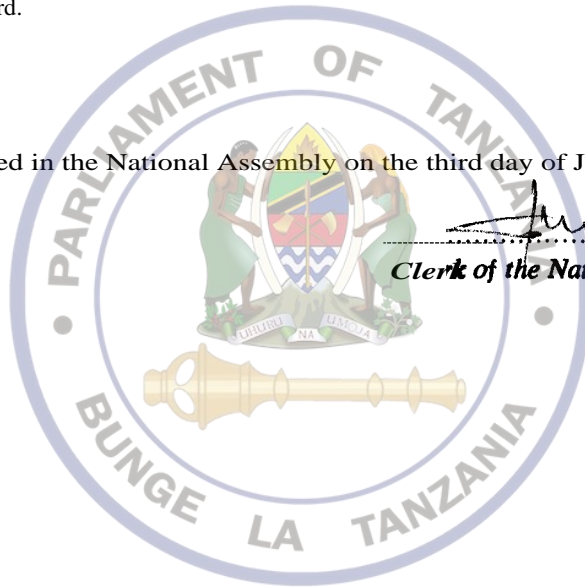 rd.
PARLIAMENT OF TANZANIA
ed in the National Assembly on the third day of J
Clerk of the Nat
UHURU NA UMOJA
BUNGE LA TANZANIA